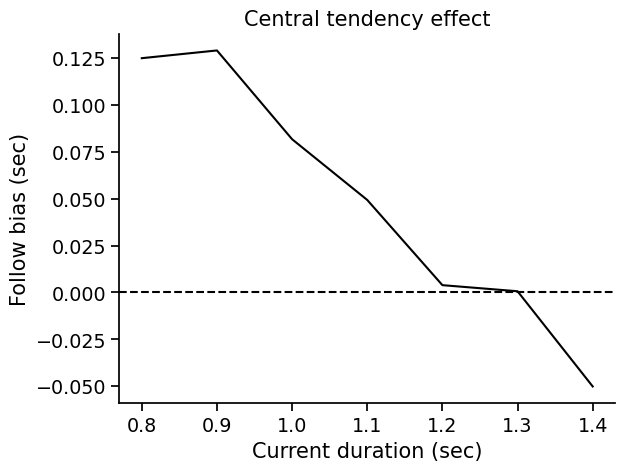 Central tendency effect
Follow bias (sec)
0.125
0.100
0.075
0.050
0.025
0.000
−0.025
−0.050
0.8 0.9 1.0 1.1 1.2 1.3 1.4
Current duration (sec)